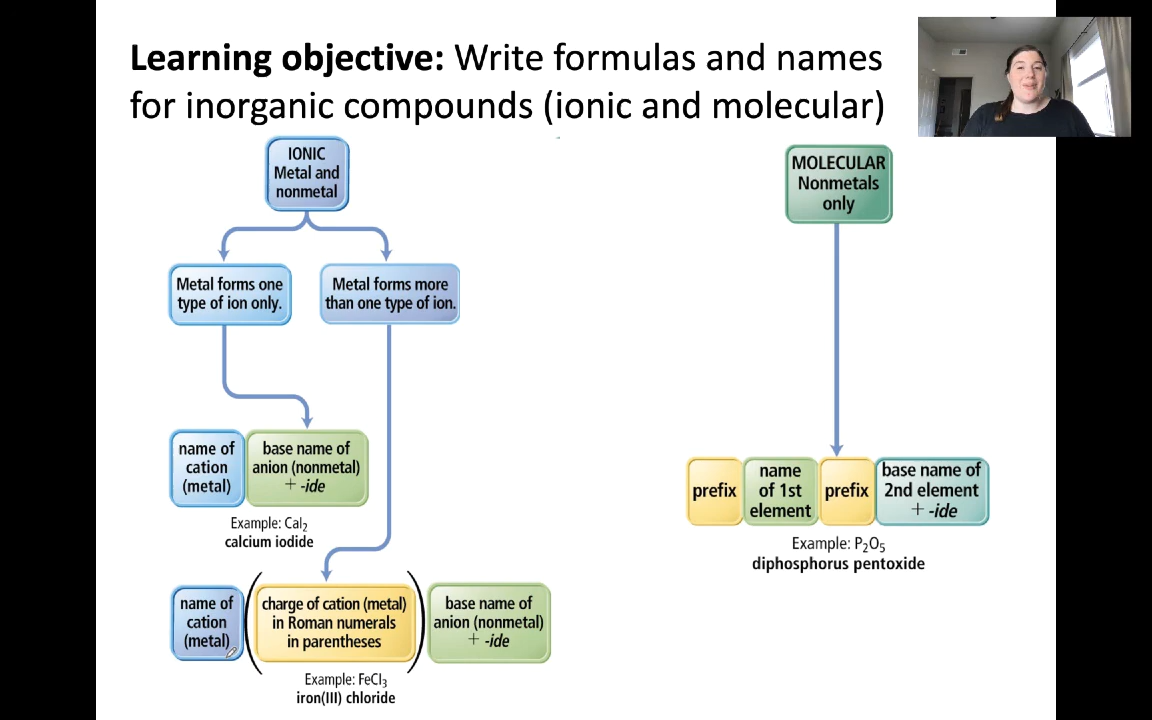 Learning objective: Write formulas and names
for inorganic compounds (ionic and molecular)
IONIC
Metal and
nonmetal
Metal forms one
type of ion only.
Metal forms more
than one type of ion.
name of
cation
(metal)
base name of
anion (nonmetal)
+ -ide
Example: CaI₂
calcium iodide
name of
cation
(metal)
charge of cation (metal)
in Roman numerals
in parentheses
base name of
anion (nonmetal)
+ -ide
Example: FeCl₃
iron(III) chloride
MOLECULAR
Nonmetals
only
prefix
name
of 1st
element
prefix
base name of
2nd element
+ -ide
Example: P₂O₅
diphosphorus pentoxide